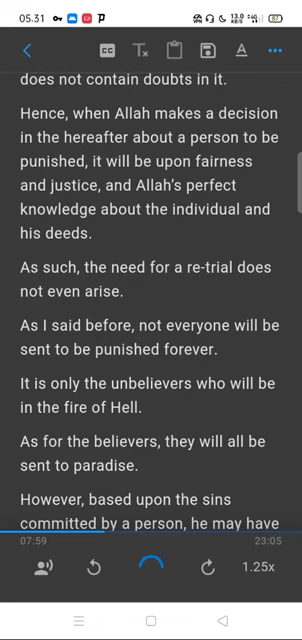 05.31
13.0
87
does not contain doubts in it.
Hence, when Allah makes a decision
in the hereafter about a person to be
punished, it will be upon fairness
and justice, and Allah's perfect
knowledge about the individual and
his deeds.
As such, the need for a re-trial does
not even arise.
As I said before, not everyone will be
sent to be punished forever.
It is only the unbelievers who will be
in the fire of Hell.
As for the believers, they will all be
sent to paradise.
However, based upon the sins
committed by a person, he may have
07:59
23:05
1.25x